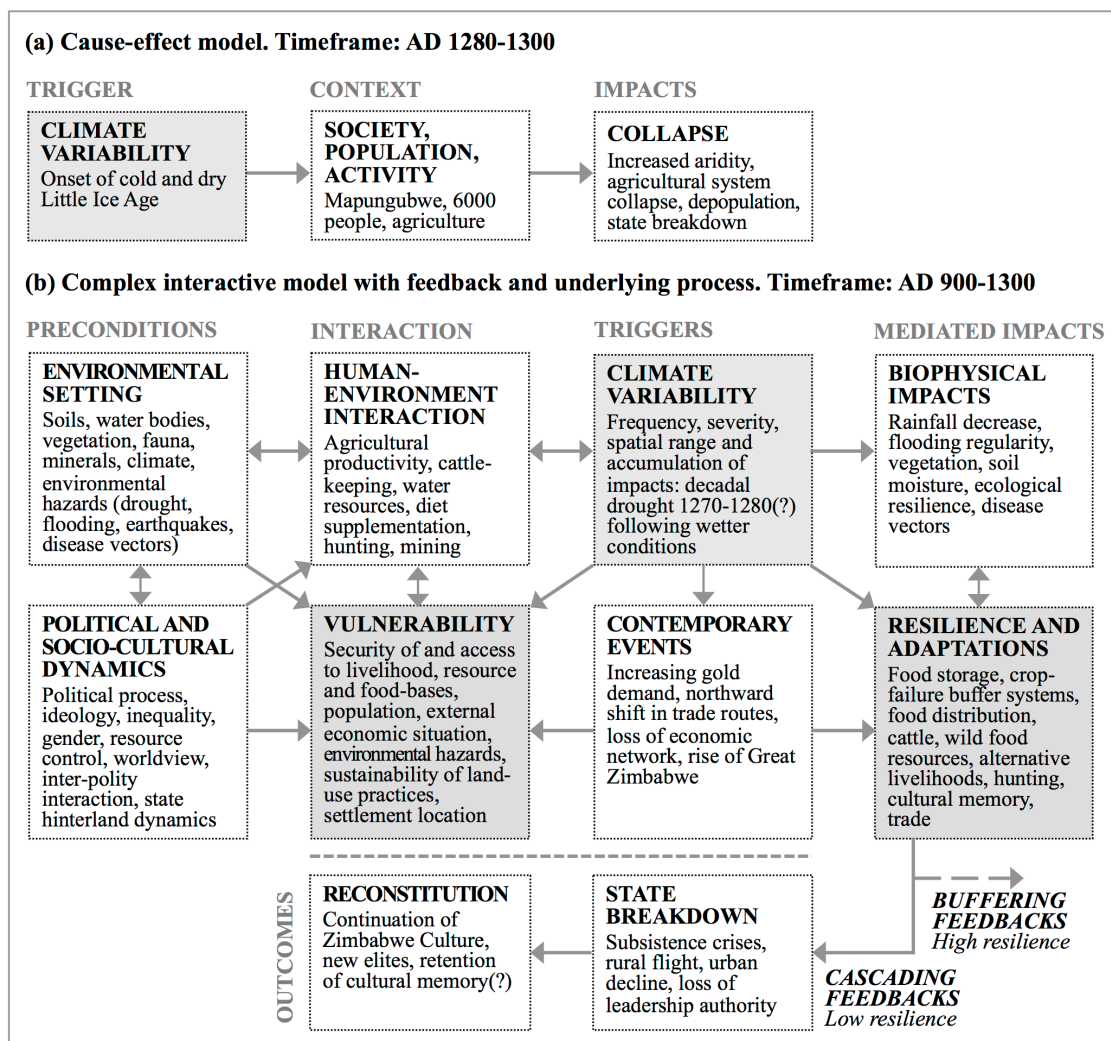 (a) Cause-effect model. Timeframe: AD 1280-1300
TRIGGER
CONTEXT
IMPACTS
CLIMATE
VARIABILITY
Onset of cold and dry
Little Ice Age
SOCIETY,
POPULATION,
ACTIVITY
Mapungubwe, 6000
people, agriculture
COLLAPSE
Increased aridity,
agricultural system
collapse, depopulation,
state breakdown
(b) Complex interactive model with feedback and underlying process. Timeframe: AD 900-1300
PRECONDITIONS
INTERACTION
TRIGGERS
MEDIATED IMPACTS
ENVIRONMENTAL
SETTING
Soils, water bodies,
vegetation, fauna,
minerals, climate,
environmental
hazards (drought,
flooding, earthquakes,
disease vectors)
HUMAN-
ENVIRONMENT
INTERACTION
Agricultural
productivity, cattle-
keeping, water
resources, diet
supplementation,
hunting, mining
CLIMATE
VARIABILITY
Frequency, severity,
spatial range and
accumulation of
impacts: decadal
drought 1270-1280(?)
following wetter
conditions
BIOPHYSICAL
IMPACTS
Rainfall decrease,
flooding regularity,
vegetation, soil
moisture, ecological
resilience, disease
vectors
POLITICAL AND
SOCIO-CULTURAL
DYNAMICS
Political process,
ideology, inequality,
gender, resource
control, worldview,
inter-polity
interaction, state
hinterland dynamics
VULNERABILITY
Security of and access
to livelihood, resource
and food-bases,
population, external
economic situation,
environmental hazards,
sustainability of land-
use practices,
settlement location
CONTEMPORARY
EVENTS
Increasing gold
demand, northward
shift in trade routes,
loss of economic
network, rise of Great
Zimbabwe
RESILIENCE AND
ADAPTATIONS
Food storage, crop-
failure buffer systems,
food distribution,
cattle, wild food
resources, alternative
livelihoods, hunting,
cultural memory,
trade
OUTCOMES
RECONSTITUTION
Continuation of
Zimbabwe Culture,
new elites, retention
of cultural memory(?)
STATE
BREAKDOWN
Subsistence crises,
rural flight, urban
decline, loss of
leadership authority
BUFFERING
FEEDBACKS
High resilience
CASCADING
FEEDBACKS
Low resilience